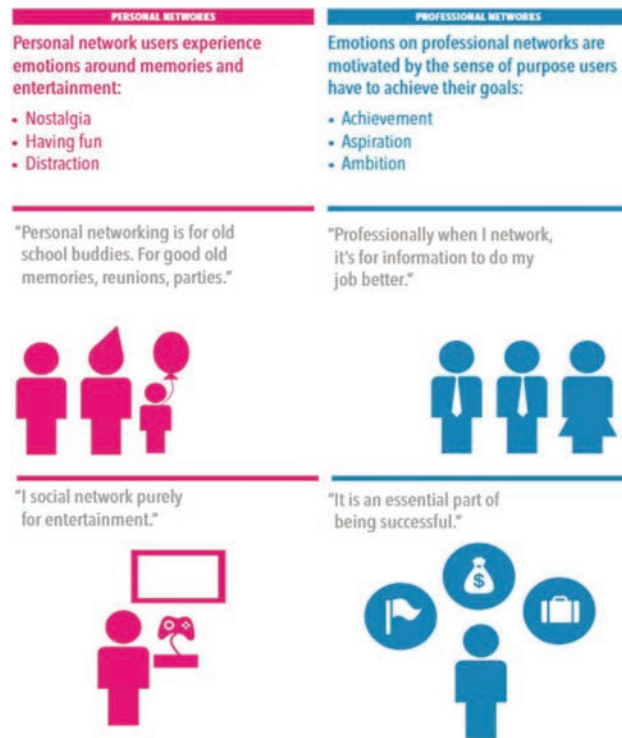 PERSONAL NETWORKS
Personal network users experience
emotions around memories and
entertainment:
• Nostalgia
• Having fun
• Distraction
"Personal networking is for old
school buddies. For good old
memories, reunions, parties."
"I social network purely
for entertainment."
PROFESSIONAL NETWORKS
Emotions on professional networks are
motivated by the sense of purpose users
have to achieve their goals:
• Achievement
• Aspiration
• Ambition
"Professionally when I network,
it's for information to do my
job better."
"It is an essential part of
being successful."
$